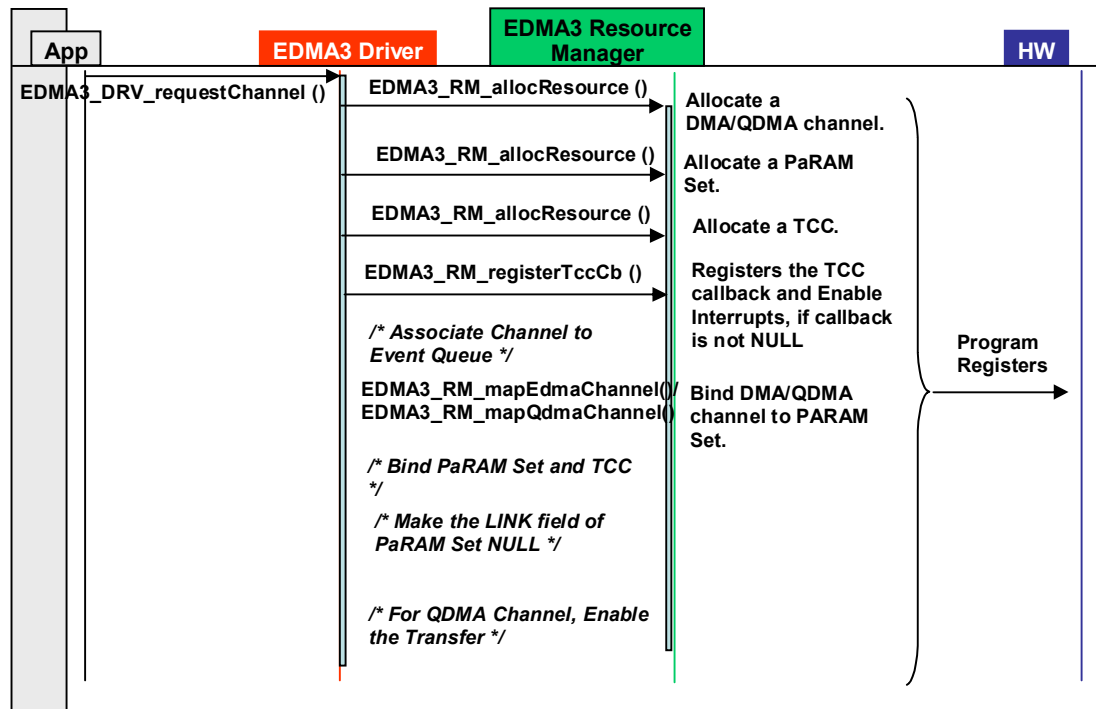 App
EDMA3 Driver
EDMA3 Resource
Manager
HW
EDMA3_DRV_requestChannel ()
EDMA3_RM_allocResource ()
Allocate a
DMA/QDMA channel.
EDMA3_RM_allocResource ()
Allocate a PaRAM
Set.
EDMA3_RM_allocResource ()
Allocate a TCC.
EDMA3_RM_registerTccCb ()
Registers the TCC
callback and Enable
Interrupts, if callback
is not NULL
/* Associate Channel to
Event Queue */
EDMA3_RM_mapEdmaChannel()/
EDMA3_RM_mapQdmaChannel()
Bind DMA/QDMA
channel to PARAM
Set.
Program
Registers
/* Bind PaRAM Set and TCC
*/
/* Make the LINK field of
PaRAM Set NULL */
/* For QDMA Channel, Enable
the Transfer */